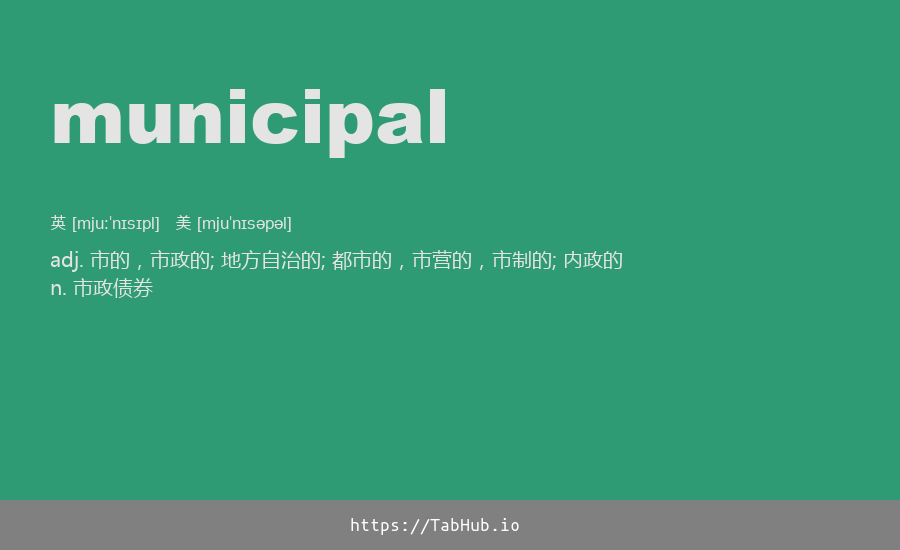 municipal
英 [mjuːˈnɪsɪpl] 美 [mjuˈnɪsəpəl]
adj. 市的，市政的; 地方自治的; 都市的，市营的，市制的; 内政的
n. 市政债券
https://TabHub.io